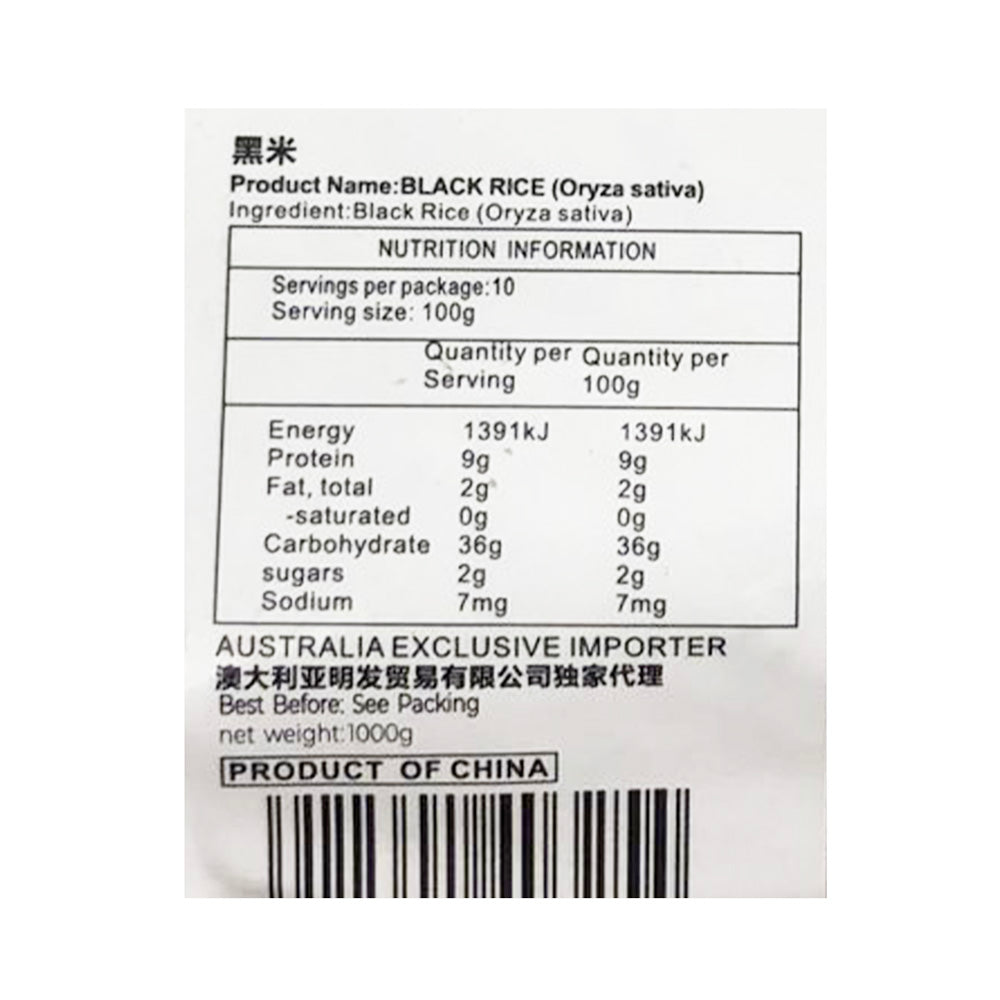 黑米
Product Name:BLACK RICE (Oryza sativa)
Ingredient:Black Rice (Oryza sativa)
NUTRITION INFORMATION
Servings per package:10
Serving size: 100g
Quantity per Quantity per
Serving 100g
Energy 1391kJ 1391kJ
Protein 9g 9g
Fat, total 2g 2g
-saturated 0g 0g
Carbohydrate 36g 36g
sugars 2g 2g
Sodium 7mg 7mg
AUSTRALIA EXCLUSIVE IMPORTER
澳大利亚明发贸易有限公司独家代理
Best Before: See Packing
net weight:1000g
PRODUCT OF CHINA